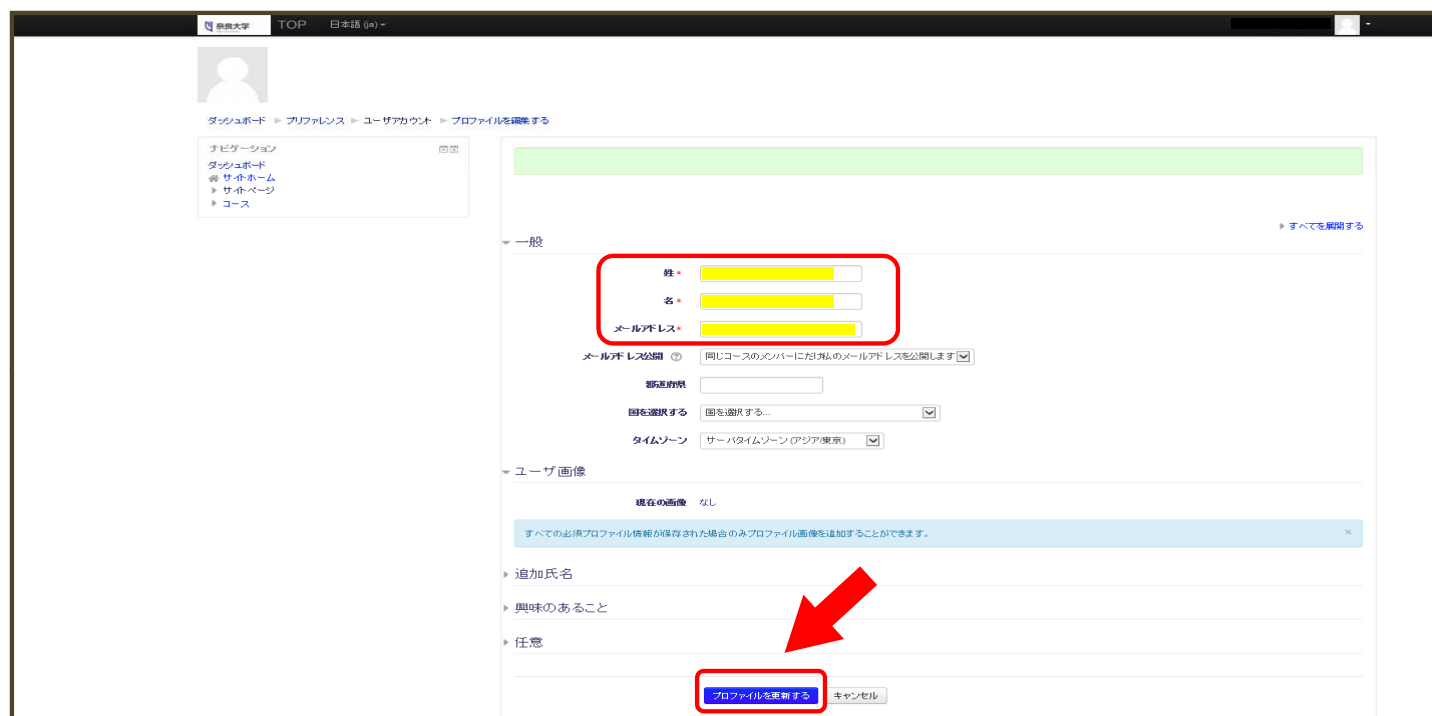 奈良大学 TOP 日本語 (ja)
ダッシュボード ► プリファレンス ► ユーザアカウント ► プロファイルを編集する
ナビゲーション
ダッシュボード
サイトホーム
サイトページ
コース
すべてを展開する
一般
姓*
名*
メールアドレス*
メールアドレス公開 ? 同じコースのメンバーにだけ私のメールアドレスを公開します
都道府県
国を選択する 国を選択する...
タイムゾーン サーバタイムゾーン (アジア/東京)
ユーザ画像
現在の画像 なし
すべての必須プロファイル情報が保存された場合のみプロファイル画像を追加することができます。 ×
追加氏名
興味のあること
任意
プロファイルを更新する キャンセル